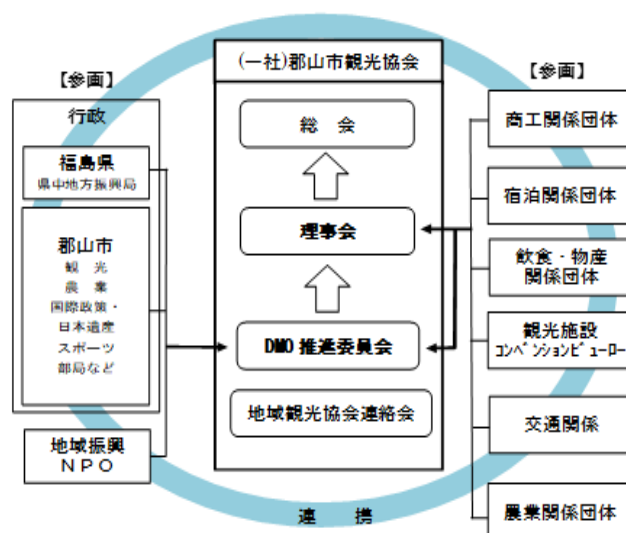 (一社)郡山市観光協会
総 会
理事会
DMO 推進委員会
地域観光協会連絡会
【参画】
行政
福島県
県中地方振興局
郡山市
観 光
農 業
国際政策・
日本遺産
スポーツ
部局など
地域振興
NPO
【参画】
商工関係団体
宿泊関係団体
飲食・物産
関係団体
観光施設
コンベンションビューロー
交通関係
農業関係団体
連 携